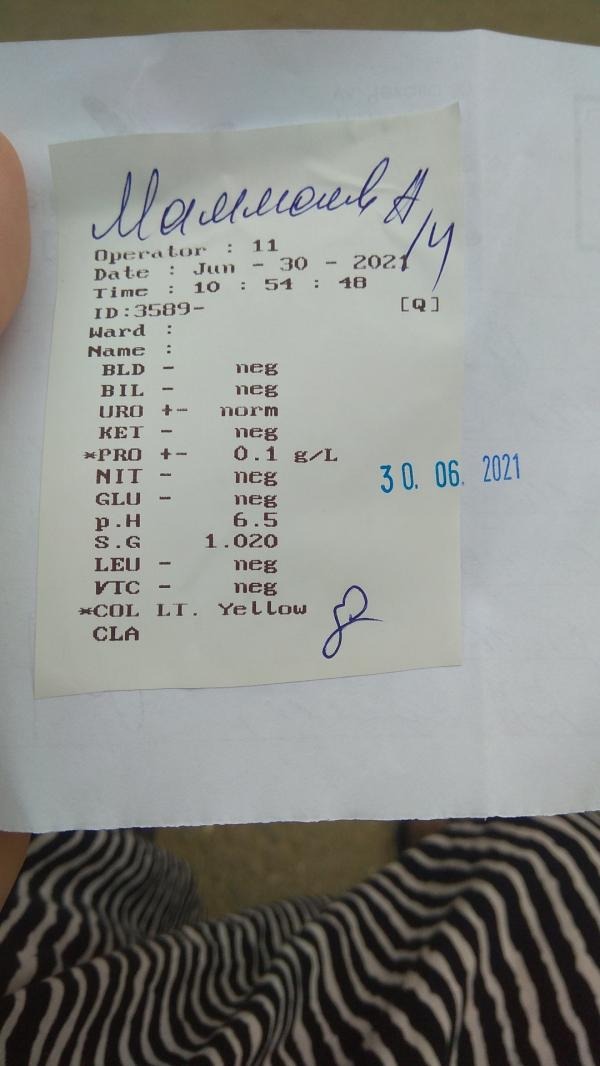 Маммаев А
/ч
Operator : 11
Date : Jun - 30 - 2021
Time : 10 : 54 : 48
ID:3589- [Q]
Ward :
Name :
BLD - neg
BIL - neg
URO +- norm
KET - neg
*PRO +- 0.1 g/L
NIT - neg
GLU - neg
p.H 6.5
S.G 1.020
LEU - neg
VTC - neg
*COL LT. Yellow
CLA
30. 06. 2021